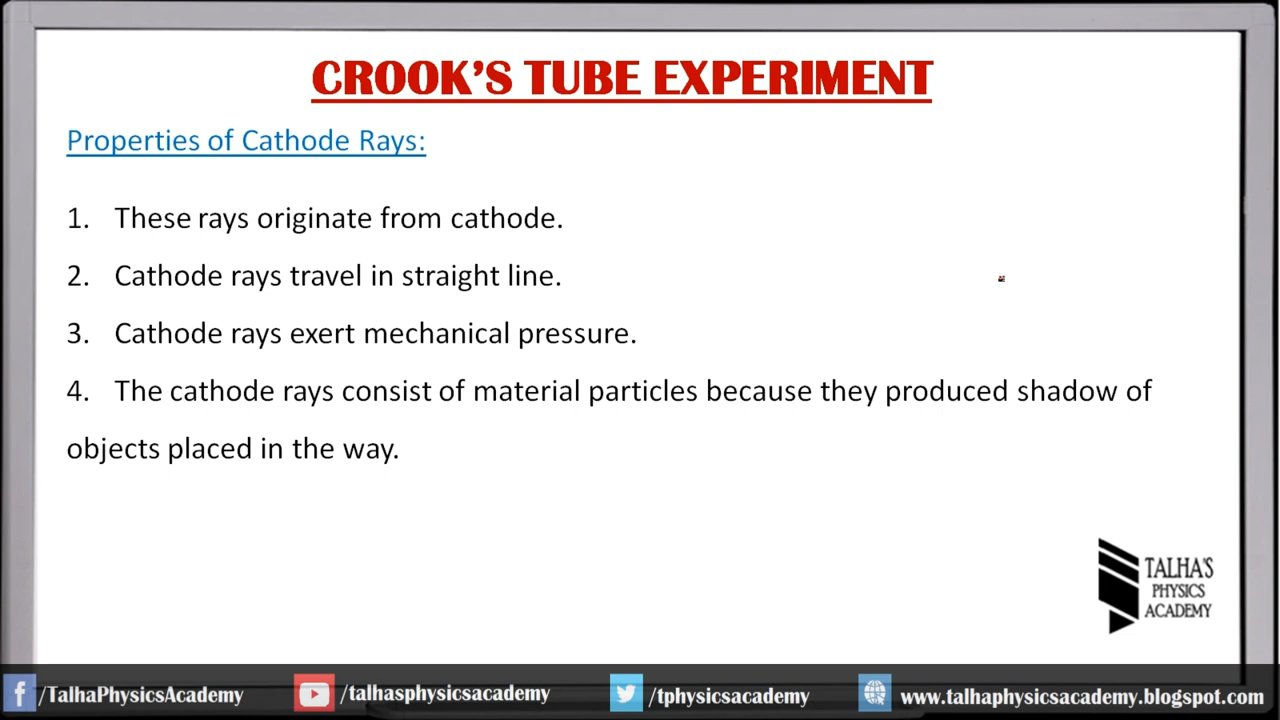 CROOK'S TUBE EXPERIMENT
Properties of Cathode Rays:
1. These rays originate from cathode.
2. Cathode rays travel in straight line.
3. Cathode rays exert mechanical pressure.
4. The cathode rays consist of material particles because they produced shadow of
objects placed in the way.
TALHA'S
PHYSICS
ACADEMY
/TalhaPhysicsAcademy /talhasphysicsacademy /tphysicsacademy www.talhaphysicsacademy.blogspot.com